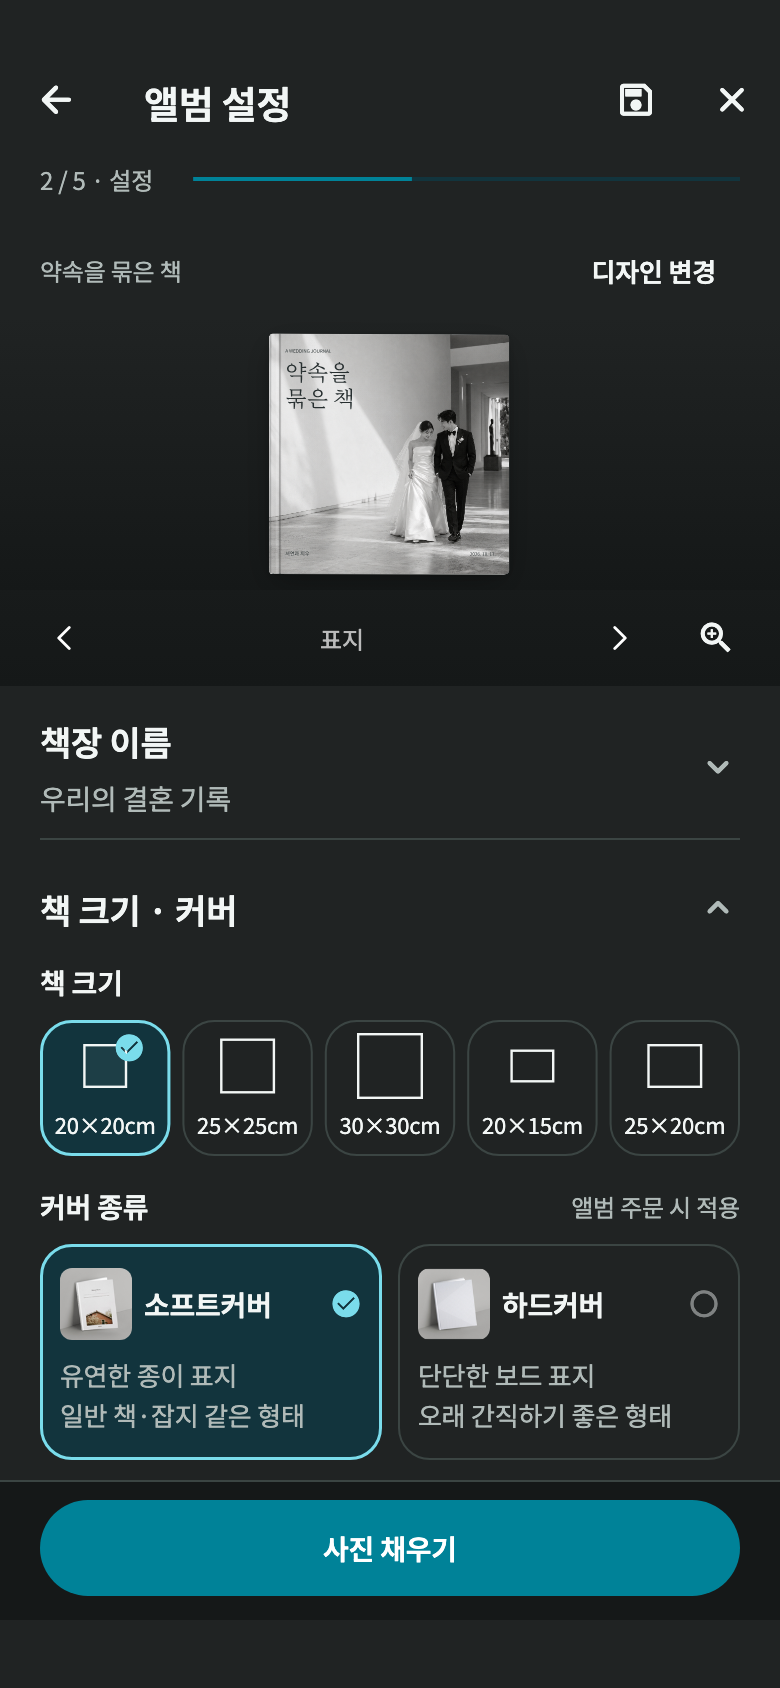 앨범 설정
2 / 5 · 설정
약속을 묶은 책
디자인 변경
A WEDDING JOURNAL
약속을
묶은 책
표지
책장 이름
우리의 결혼 기록
책 크기 · 커버
책 크기
20×20cm
25×25cm
30×30cm
20×15cm
25×20cm
커버 종류
앨범 주문 시 적용
소프트커버
유연한 종이 표지
일반 책·잡지 같은 형태
하드커버
단단한 보드 표지
오래 간직하기 좋은 형태
사진 채우기